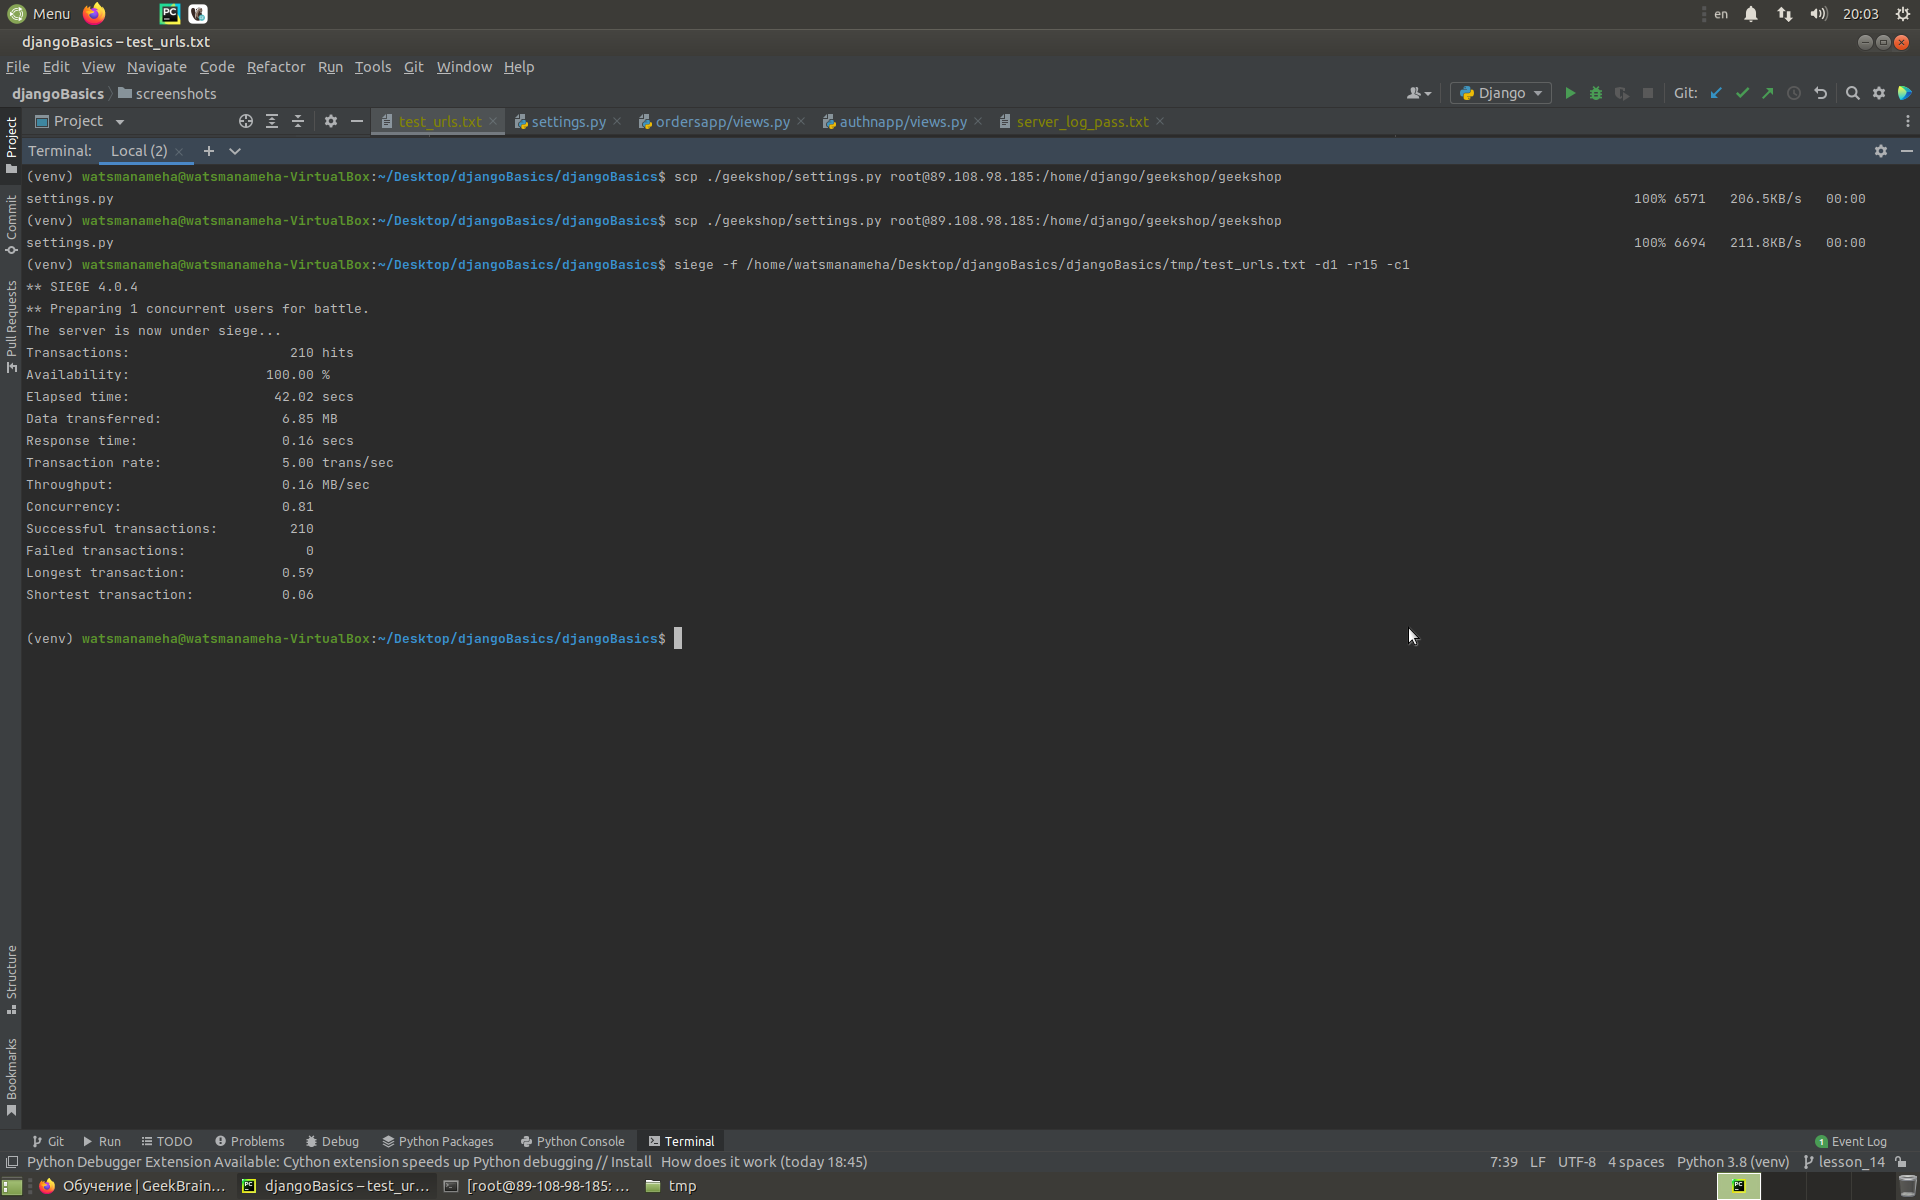 Menu
en 20:03
djangoBasics – test_urls.txt
File Edit View Navigate Code Refactor Run Tools Git Window Help
djangoBasics screenshots
Django Git:
Project test_urls.txt settings.py ordersapp/views.py authnapp/views.py server_log_pass.txt
Terminal: Local (2)
(venv) watsmanameha@watsmanameha-VirtualBox:~/Desktop/djangoBasics/djangoBasics$ scp ./geekshop/settings.py root@89.108.98.185:/home/django/geekshop/geekshop
settings.py 100% 6571 206.5KB/s 00:00
(venv) watsmanameha@watsmanameha-VirtualBox:~/Desktop/djangoBasics/djangoBasics$ scp ./geekshop/settings.py root@89.108.98.185:/home/django/geekshop/geekshop
settings.py 100% 6694 211.8KB/s 00:00
(venv) watsmanameha@watsmanameha-VirtualBox:~/Desktop/djangoBasics/djangoBasics$ siege -f /home/watsmanameha/Desktop/djangoBasics/djangoBasics/tmp/test_urls.txt -d1 -r15 -c1
** SIEGE 4.0.4
** Preparing 1 concurrent users for battle.
The server is now under siege...
Transactions: 210 hits
Availability: 100.00 %
Elapsed time: 42.02 secs
Data transferred: 6.85 MB
Response time: 0.16 secs
Transaction rate: 5.00 trans/sec
Throughput: 0.16 MB/sec
Concurrency: 0.81
Successful transactions: 210
Failed transactions: 0
Longest transaction: 0.59
Shortest transaction: 0.06
(venv) watsmanameha@watsmanameha-VirtualBox:~/Desktop/djangoBasics/djangoBasics$
Project
Commit
Pull Requests
Structure
Bookmarks
Git Run TODO Problems Debug Python Packages Python Console Terminal 1 Event Log
Python Debugger Extension Available: Cython extension speeds up Python debugging // Install How does it work (today 18:45) 7:39 LF UTF-8 4 spaces Python 3.8 (venv) lesson_14
Обучение | GeekBrain... djangoBasics – test_ur... [root@89-108-98-185: ... tmp